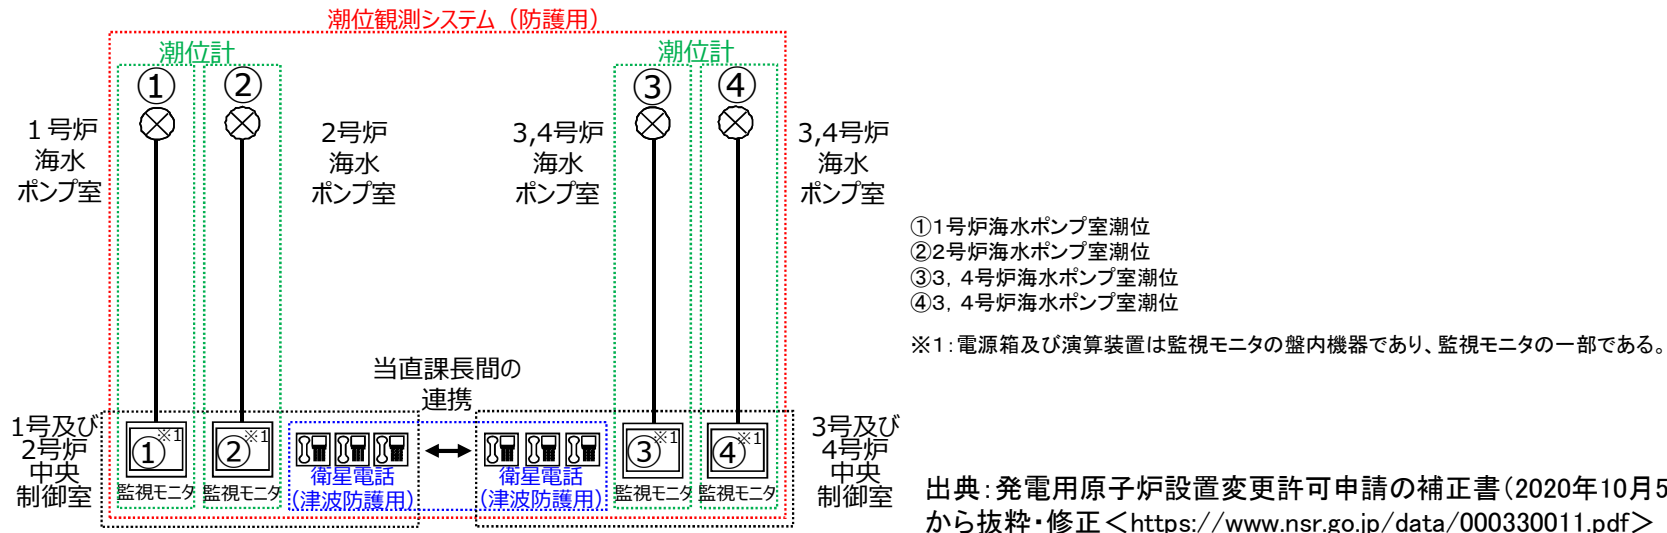 潮位観測システム（防護用）
潮位計
潮位計
①
②
③
④
１号炉
海水
ポンプ室
2号炉
海水
ポンプ室
3,4号炉
海水
ポンプ室
3,4号炉
海水
ポンプ室
①1号炉海水ポンプ室潮位
②2号炉海水ポンプ室潮位
③3，4号炉海水ポンプ室潮位
④3，4号炉海水ポンプ室潮位
※1：電源箱及び演算装置は監視モニタの盤内機器であり、監視モニタの一部である。
当直課長間の
連携
1号及び
2号炉
中央
制御室
①※1
監視モニタ
②※1
監視モニタ
衛星電話
（津波防護用）
衛星電話
（津波防護用）
③※1
監視モニタ
④※1
監視モニタ
3号及び
4号炉
中央
制御室
出典：発電用原子炉設置変更許可申請の補正書（2020年10月5
から抜粋・修正＜https://www.nsr.go.jp/data/000330011.pdf＞